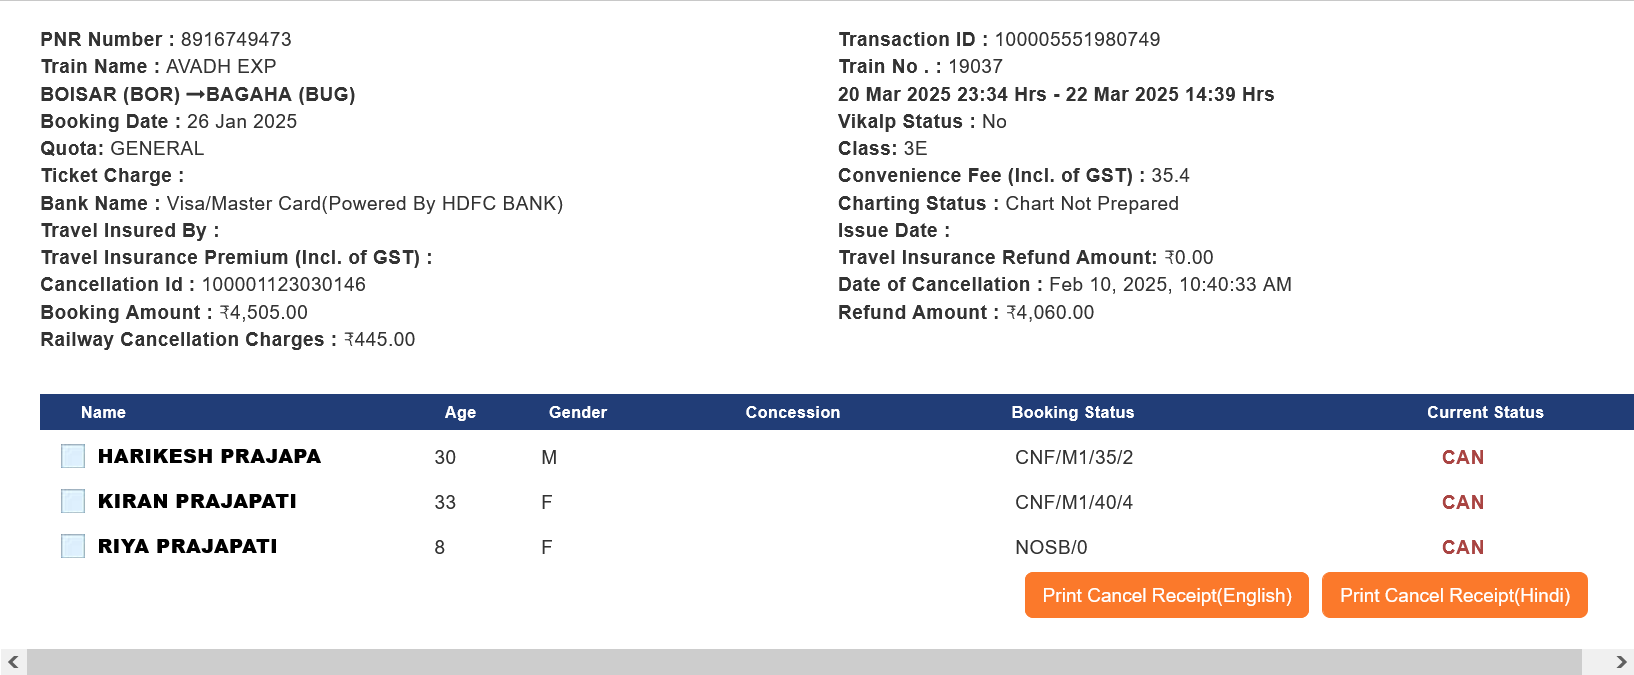 PNR Number : 8916749473
Transaction ID : 100005551980749
Train Name : AVADH EXP
Train No . : 19037
BOISAR (BOR) →BAGAHA (BUG)
20 Mar 2025 23:34 Hrs - 22 Mar 2025 14:39 Hrs
Booking Date : 26 Jan 2025
Vikalp Status : No
Quota: GENERAL
Class: 3E
Ticket Charge :
Convenience Fee (Incl. of GST) : 35.4
Bank Name : Visa/Master Card(Powered By HDFC BANK)
Charting Status : Chart Not Prepared
Travel Insured By :
Issue Date :
Travel Insurance Premium (Incl. of GST) :
Travel Insurance Refund Amount: ₹0.00
Cancellation Id : 100001123030146
Date of Cancellation : Feb 10, 2025, 10:40:33 AM
Booking Amount : ₹4,505.00
Refund Amount : ₹4,060.00
Railway Cancellation Charges : ₹445.00
Name Age Gender Concession Booking Status Current Status
HARIKESH PRAJAPA 30 M CNF/M1/35/2 CAN
KIRAN PRAJAPATI 33 F CNF/M1/40/4 CAN
RIYA PRAJAPATI 8 F NOSB/0 CAN
Print Cancel Receipt(English) Print Cancel Receipt(Hindi)